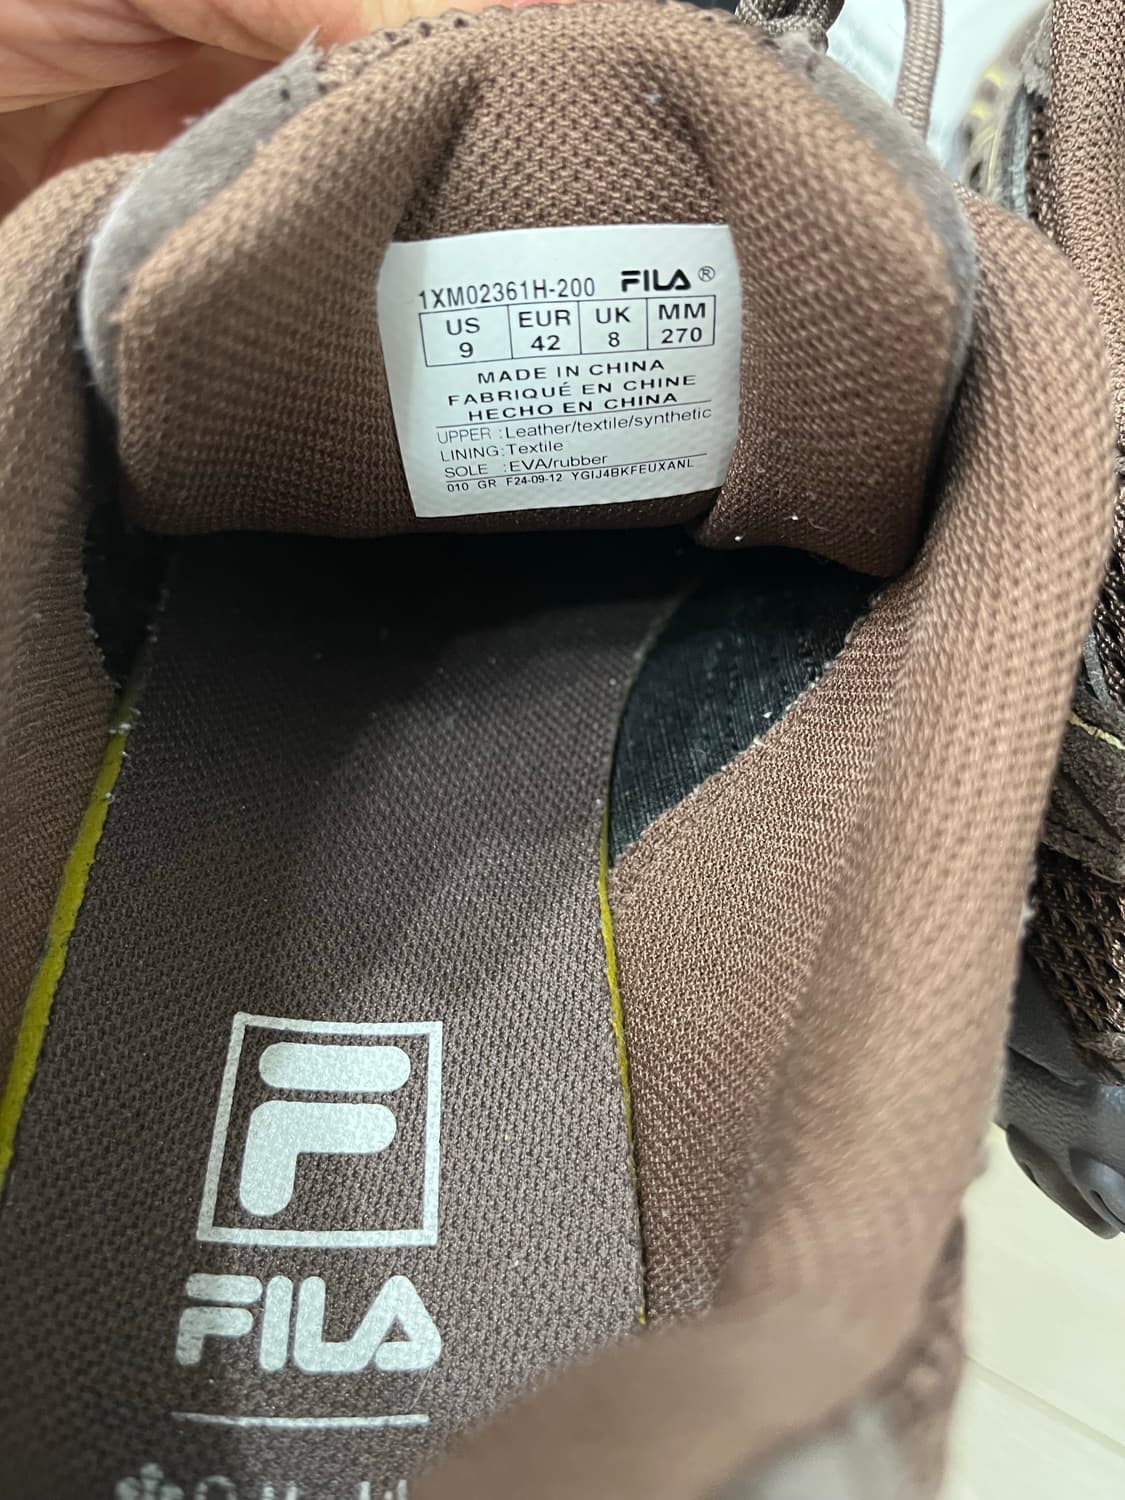 1XM02361H-200 FILA®
US EUR UK MM
9 42 8 270
MADE IN CHINA
FABRIQUÉ EN CHINE
HECHO EN CHINA
UPPER :Leather/textile/synthetic
LINING:Textile
SOLE :EVA/rubber
010 GR F24-09-12 YGIJ4BKFEUXANL
F
FILA